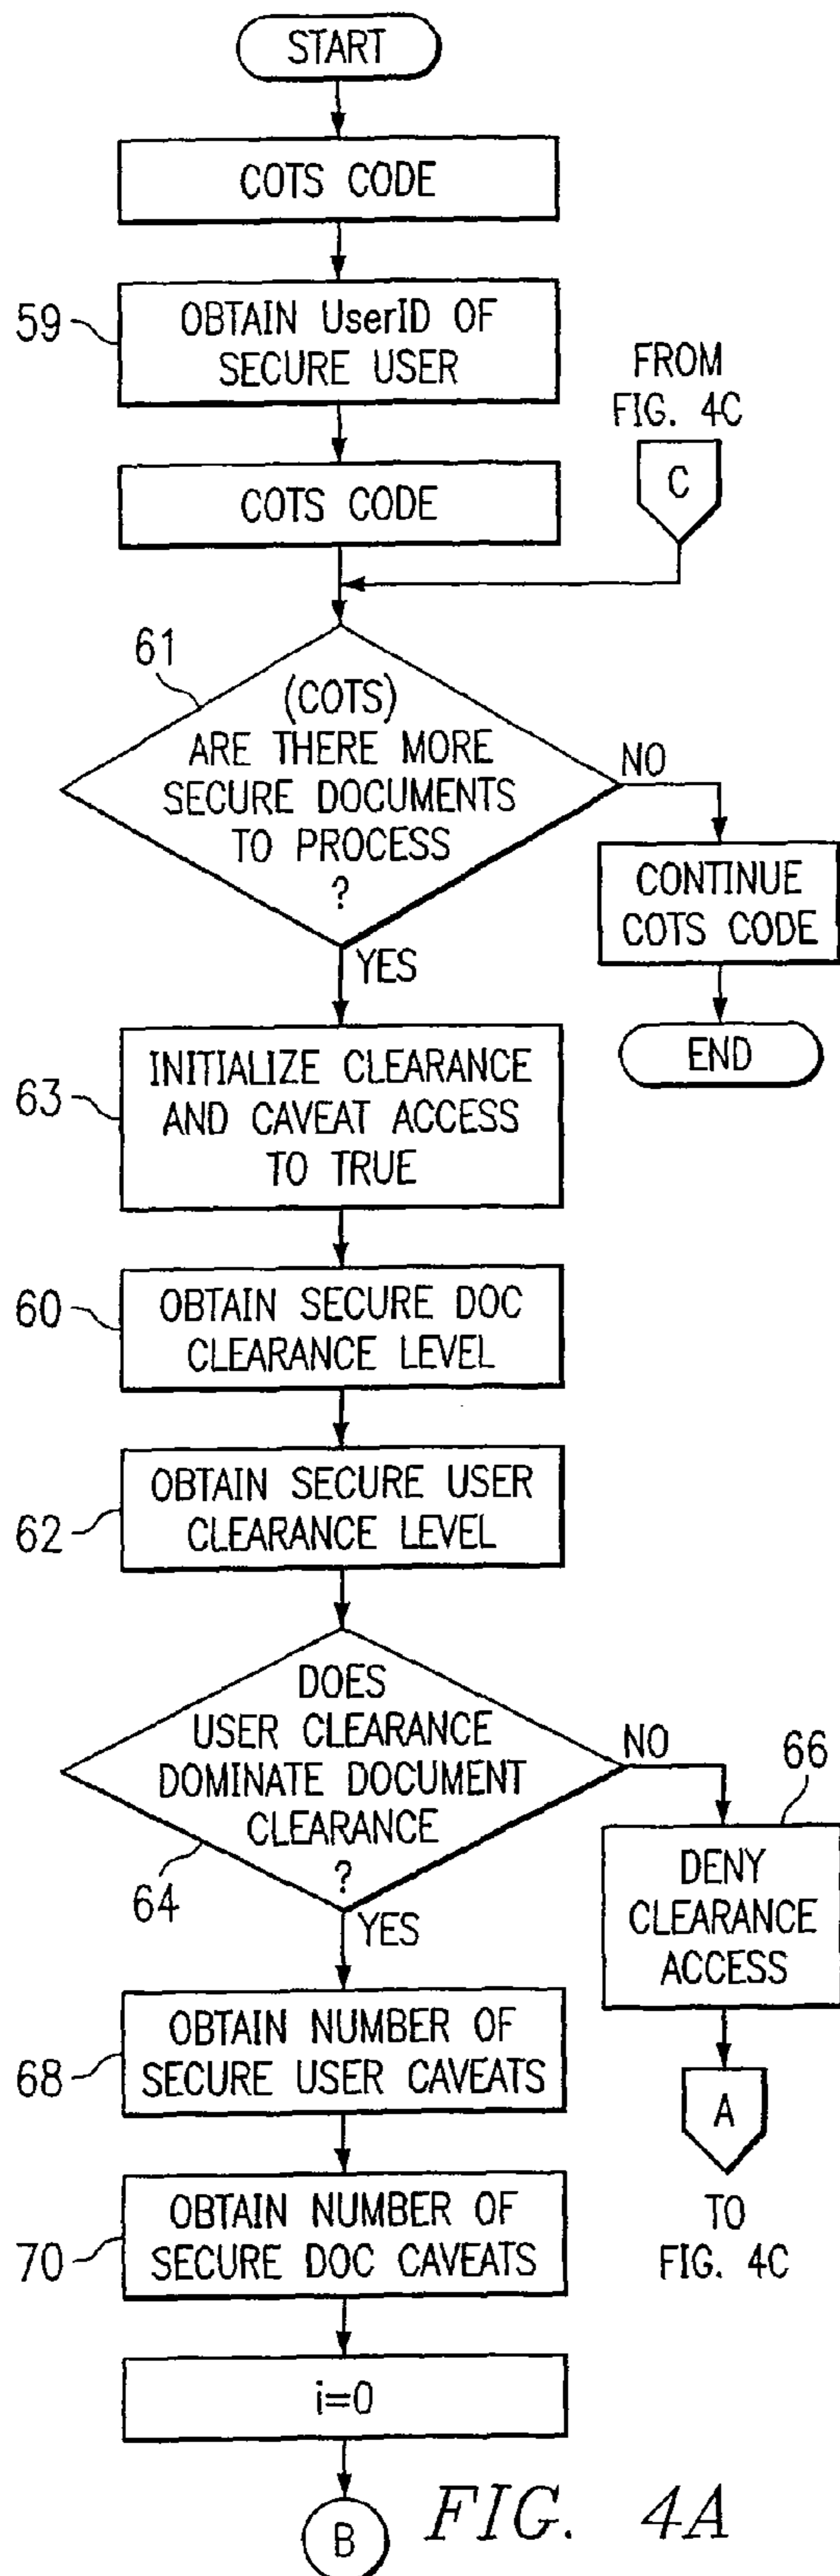 START
COTS CODE
59
OBTAIN UserID OF
SECURE USER
FROM
FIG. 4C
C
COTS CODE
61
(COTS)
ARE THERE MORE
SECURE DOCUMENTS
TO PROCESS
?
NO
YES
CONTINUE
COTS CODE
END
63
INITIALIZE CLEARANCE
AND CAVEAT ACCESS
TO TRUE
60
OBTAIN SECURE DOC
CLEARANCE LEVEL
62
OBTAIN SECURE USER
CLEARANCE LEVEL
DOES
USER CLEARANCE
DOMINATE DOCUMENT
CLEARANCE
?
64
NO
YES
66
DENY
CLEARANCE
ACCESS
A
TO
FIG. 4C
68
OBTAIN NUMBER OF
SECURE USER CAVEATS
70
OBTAIN NUMBER OF
SECURE DOC CAVEATS
i=0
B
FIG. 4A